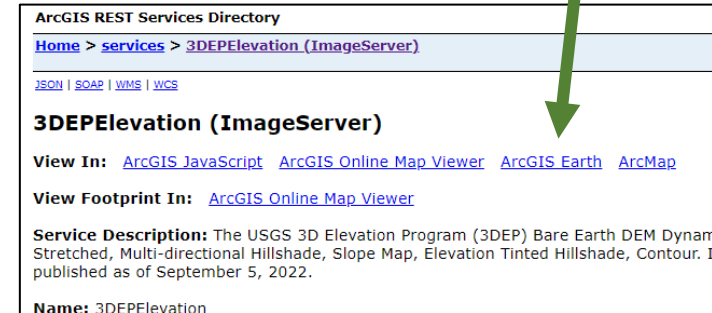 ArcGIS REST Services Directory
Home > services > 3DEPElevation (ImageServer)
JSON | SOAP | WMS | WCS
3DEPElevation (ImageServer)
View In: ArcGIS JavaScript ArcGIS Online Map Viewer ArcGIS Earth ArcMap
View Footprint In: ArcGIS Online Map Viewer
Service Description: The USGS 3D Elevation Program (3DEP) Bare Earth DEM Dynam
Stretched, Multi-directional Hillshade, Slope Map, Elevation Tinted Hillshade, Contour.
published as of September 5, 2022.
Name: 3DEPElevation